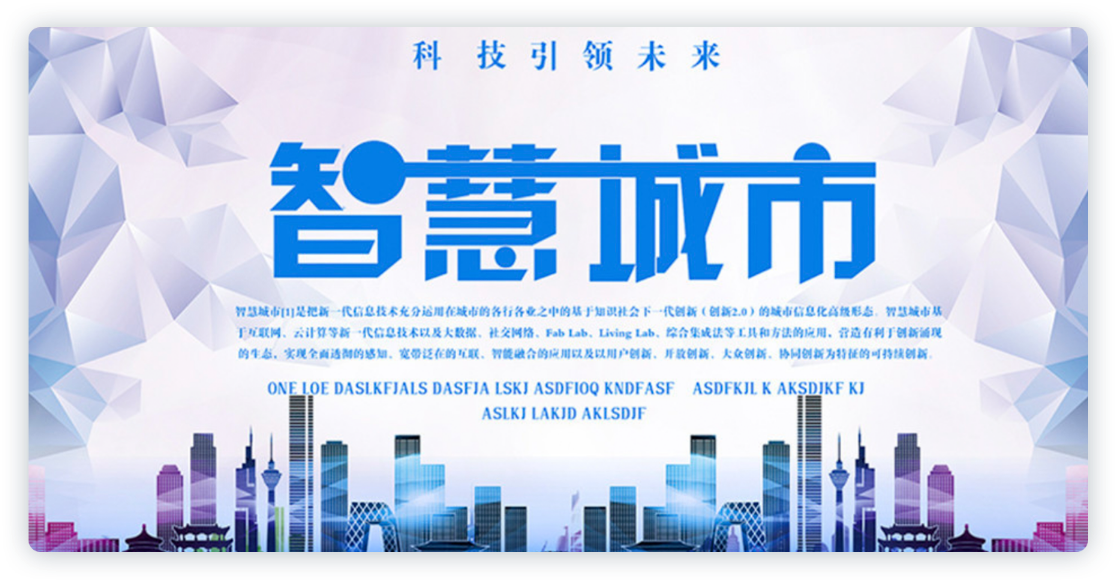 科技引领未来
智慧城市
智慧城市[1]是把新一代信息技术充分运用在城市的各行各业之中的基于知识社会下一代创新（创新2.0）的城市信息化高级形态。智慧城市基
于互联网、云计算等新一代信息技术以及大数据、社交网络、Fab Lab、Living Lab、综合集成法等工具和方法的应用，营造有利于创新涌现
的生态，实现全面透彻的感知、宽带泛在的互联、智能融合的应用以及以用户创新、开放创新、大众创新、协同创新为特征的可持续创新。
ONE LOE DASLKFJALS DASFJA LSKJ ASDFIOQ KNDFASF ASDFKJL K AKSDJKF KJ
ASLKJ LAKJD AKLSDJF